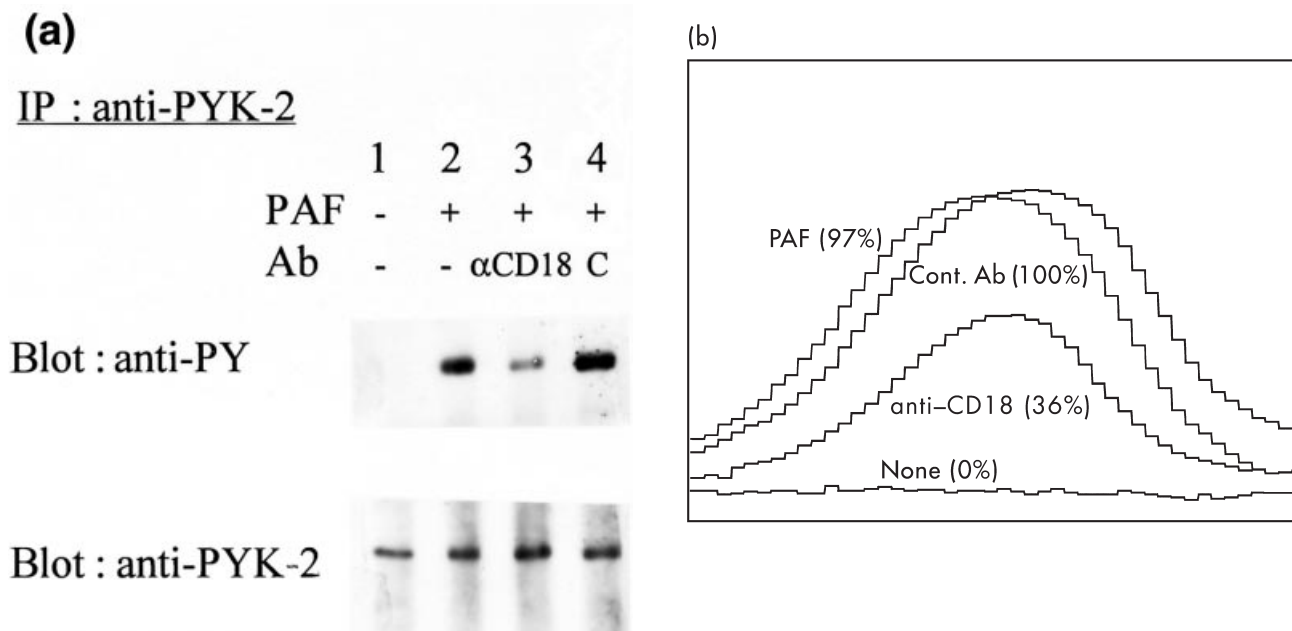 (a)
IP : anti-PYK-2
1 2 3 4
PAF - + + +
Ab - - αCD18 C
Blot : anti-PY
Blot : anti-PYK-2
(b)
PAF (97%)
Cont. Ab (100%)
anti–CD18 (36%)
None (0%)